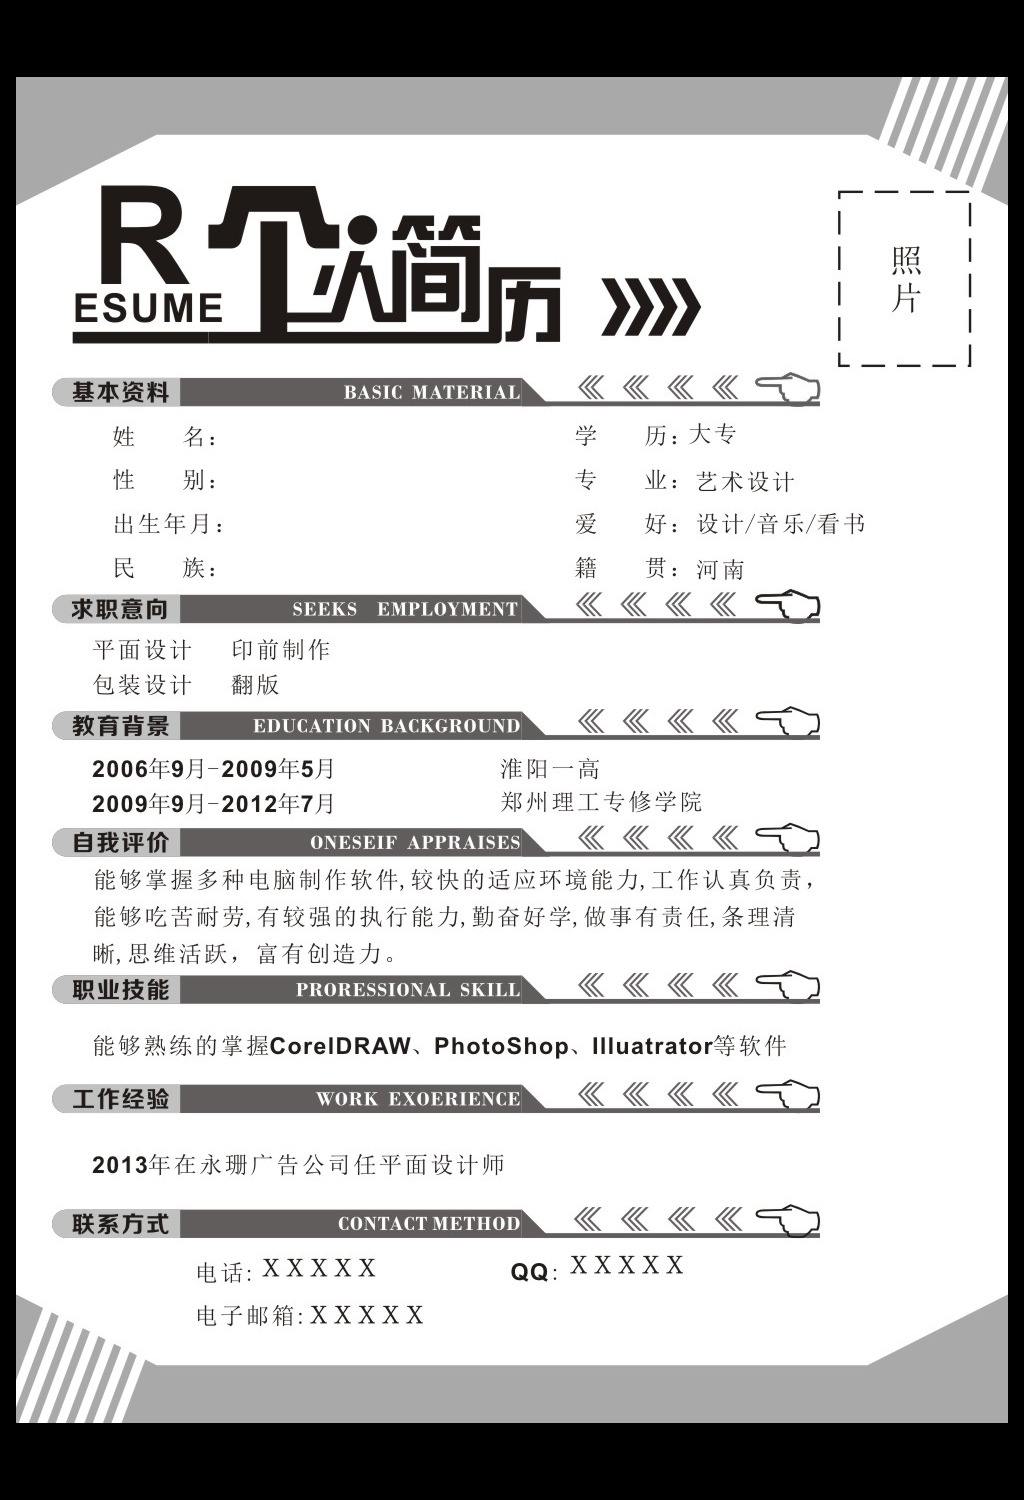 RESUME 个人简历
照片
基本资料 BASIC MATERIAL
姓 名： 学 历：大专
性 别： 专 业：艺术设计
出生年月： 爱 好：设计/音乐/看书
民 族： 籍 贯：河南
求职意向 SEEKS EMPLOYMENT
平面设计 印前制作
包装设计 翻版
教育背景 EDUCATION BACKGROUND
2006年9月-2009年5月 淮阳一高
2009年9月-2012年7月 郑州理工专修学院
自我评价 ONESEIF APPRAISES
能够掌握多种电脑制作软件,较快的适应环境能力,工作认真负责，
能够吃苦耐劳,有较强的执行能力,勤奋好学,做事有责任,条理清
晰,思维活跃，富有创造力。
职业技能 PRORESSIONAL SKILL
能够熟练的掌握CorelDRAW、PhotoShop、Illuatrator等软件
工作经验 WORK EXOERIENCE
2013年在永珊广告公司任平面设计师
联系方式 CONTACT METHOD
电话: XXXXX QQ: XXXXX
电子邮箱: XXXXX